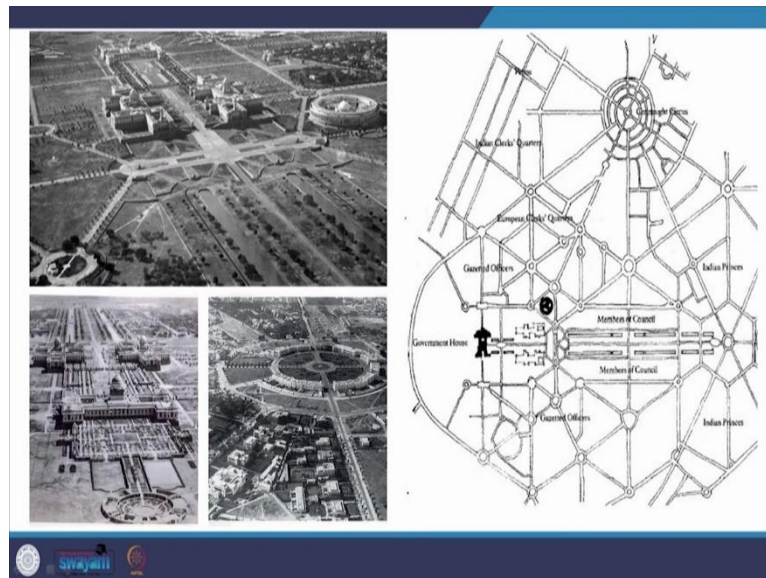 Connaught Circus
Indian Clerks' Quarters
European Clerks' Quarters
Gazetted Officers
Indian Princes
Members of Council
Government House
Members of Council
Gazetted Officers
Indian Princes
swayam